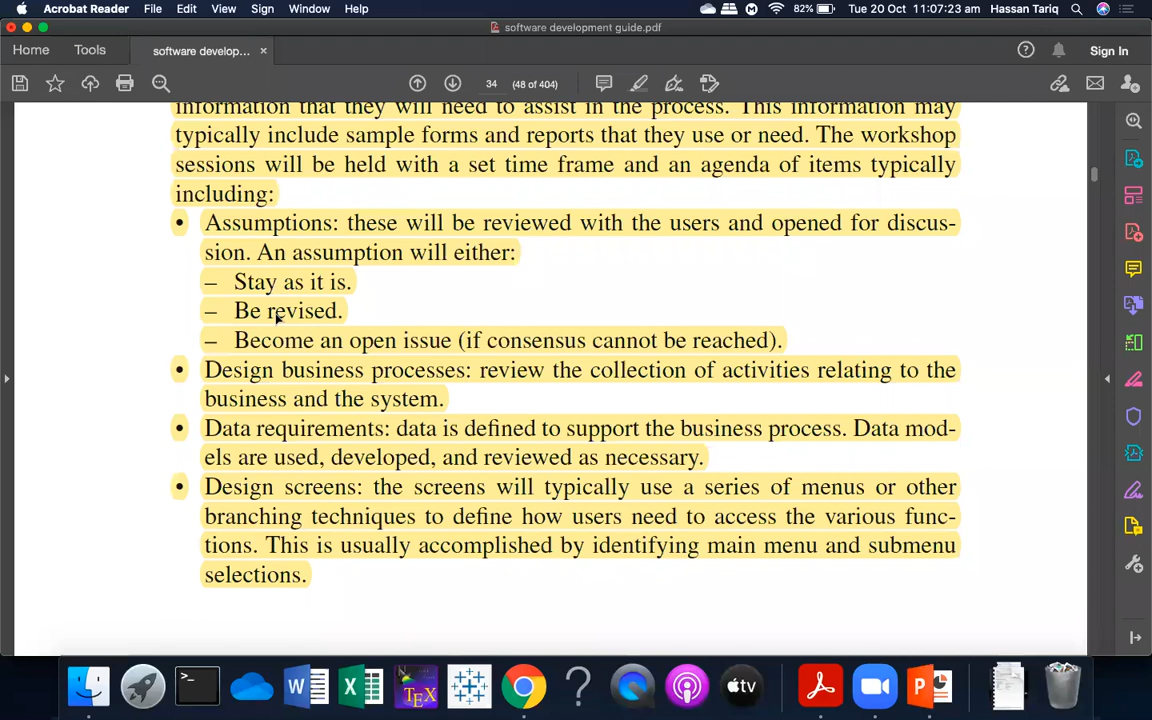 Acrobat Reader File Edit View Sign Window Help 82% Tue 20 Oct 11:07:23 am Hassan Tariq
software development guide.pdf
Home Tools software develop... × Sign In
34 (48 of 404)
information that they will need to assist in the process. This information may
typically include sample forms and reports that they use or need. The workshop
sessions will be held with a set time frame and an agenda of items typically
including:
• Assumptions: these will be reviewed with the users and opened for discus-
sion. An assumption will either:
– Stay as it is.
– Be revised.
– Become an open issue (if consensus cannot be reached).
• Design business processes: review the collection of activities relating to the
business and the system.
• Data requirements: data is defined to support the business process. Data mod-
els are used, developed, and reviewed as necessary.
• Design screens: the screens will typically use a series of menus or other
branching techniques to define how users need to access the various func-
tions. This is usually accomplished by identifying main menu and submenu
selections.
>_ W X TEX ? tv P